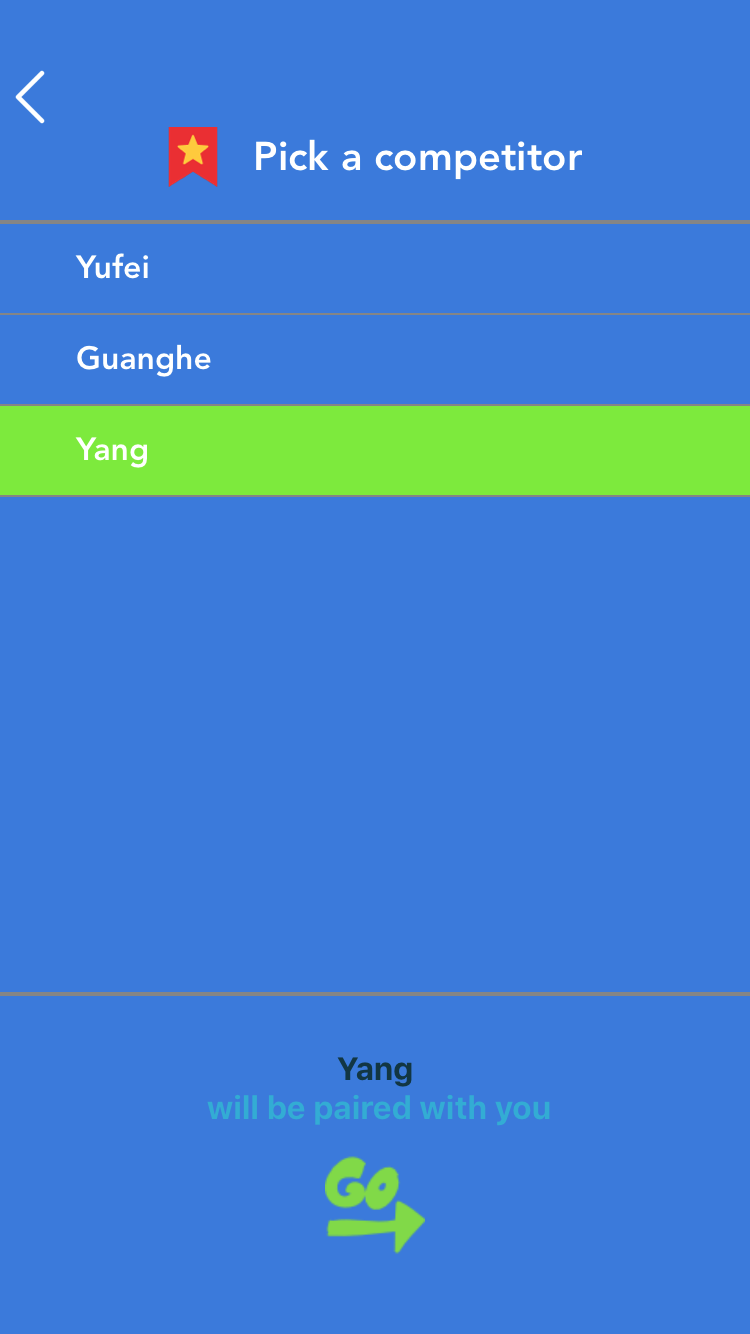 Pick a competitor
Yufei
Guanghe
Yang
Yang
will be paired with you
GO